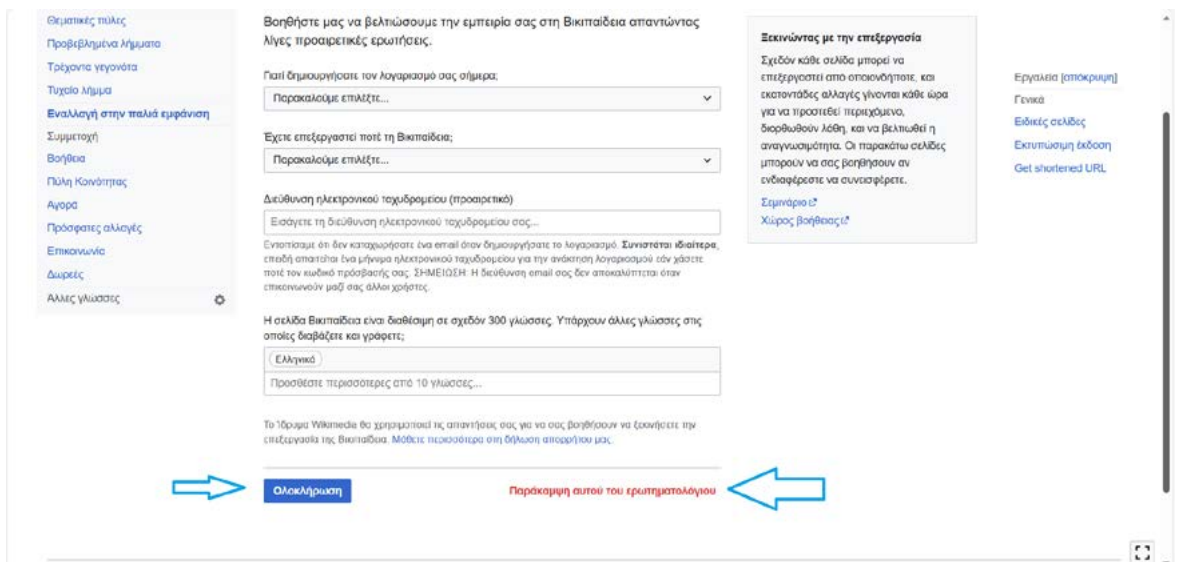 Θεματικές πύλες
Προβεβλημένα λήμματα
Τρέχοντα γεγονότα
Τυχαίο λήμμα
Εναλλαγή στην παλιά εμφάνιση
Συμμετοχή
Βοήθεια
Πύλη Κοινότητας
Αγορά
Πρόσφατες αλλαγές
Επικοινωνία
Δωρεές
Άλλες γλώσσες
Βοηθήστε μας να βελτιώσουμε την εμπειρία σας στη Βικιπαίδεια απαντώντας
λίγες προαιρετικές ερωτήσεις.
Γιατί δημιουργήσατε τον λογαριασμό σας σήμερα;
Παρακαλούμε επιλέξτε...
Έχετε επεξεργαστεί ποτέ τη Βικιπαίδεια;
Παρακαλούμε επιλέξτε...
Διεύθυνση ηλεκτρονικού ταχυδρομείου (προαιρετικό)
Εισάγετε τη διεύθυνση ηλεκτρονικού ταχυδρομείου σας...
Εντοπίσαμε ότι δεν καταχωρήσατε ένα email όταν δημιουργήσατε το λογαριασμό. Συνιστάται ιδιαίτερα,
επειδή απαιτείται ένα μήνυμα ηλεκτρονικού ταχυδρομείου για την ανάκτηση λογαριασμού εάν χάσετε
ποτέ τον κωδικό πρόσβασής σας. ΣΗΜΕΙΩΣΗ: Η διεύθυνση email σας δεν αποκαλύπτεται όταν
επικοινωνούν μαζί σας άλλοι χρήστες.
Η σελίδα Βικιπαίδεια είναι διαθέσιμη σε σχεδόν 300 γλώσσες. Υπάρχουν άλλες γλώσσες στις
οποίες διαβάζετε και γράφετε;
Ελληνικά
Προσθέστε περισσότερες από 10 γλώσσες...
Το Ίδρυμα Wikimedia θα χρησιμοποιεί τις απαντήσεις σας για να σας βοηθήσουν να ξεκινήσετε την
επεξεργασία της Βικιπαίδεια. Μάθετε περισσότερα στη δήλωση απορρήτου μας.
Ολοκλήρωση
Παράκαμψη αυτού του ερωτηματολόγιου
Ξεκινώντας με την επεξεργασία
Σχεδόν κάθε σελίδα μπορεί να
επεξεργαστεί από οποιονδήποτε, και
εκατοντάδες αλλαγές γίνονται κάθε ώρα
για να προστεθεί περιεχόμενο,
διορθωθούν λάθη, και να βελτιωθεί η
αναγνωσιμότητα. Οι παρακάτω σελίδες
μπορούν να σας βοηθήσουν αν
ενδιαφέρεστε να συνεισφέρετε.
Σεμινάριο
Χώρος βοήθειας
Εργαλεία [απόκρυψη]
Γενικά
Ειδικές σελίδες
Εκτυπώσιμη έκδοση
Get shortened URL